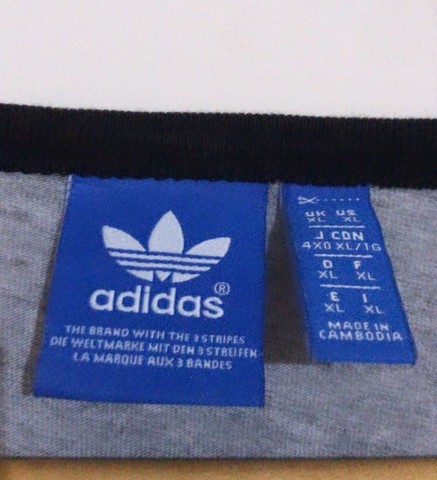 adidas®
THE BRAND WITH THE 3 STRIPES
DIE WELTMARKE MIT DEN 3 STREIFEN
LA MARQUE AUX 3 BANDES
UK US
XL XL
J CDN
4XO XL/TG
D F
XL XL
E I
XL XL
MADE IN
CAMBODIA